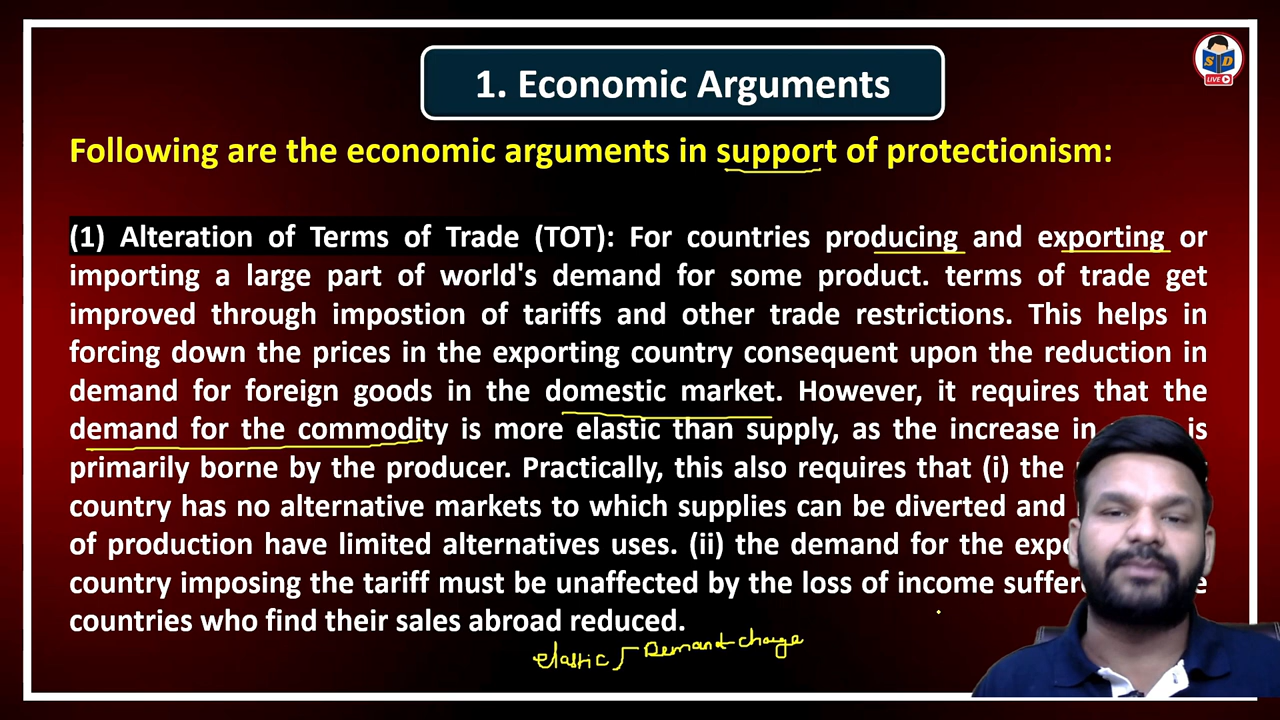 S D
LIVE
1. Economic Arguments
Following are the economic arguments in support of protectionism:
(1) Alteration of Terms of Trade (TOT): For countries producing and exporting or
importing a large part of world's demand for some product. terms of trade get
improved through impostion of tariffs and other trade restrictions. This helps in
forcing down the prices in the exporting country consequent upon the reduction in
demand for foreign goods in the domestic market. However, it requires that the
demand for the commodity is more elastic than supply, as the increase in is
primarily borne by the producer. Practically, this also requires that (i) the
country has no alternative markets to which supplies can be diverted and
of production have limited alternatives uses. (ii) the demand for the
country imposing the tariff must be unaffected by the loss of income
countries who find their sales abroad reduced.
elastic Demand change